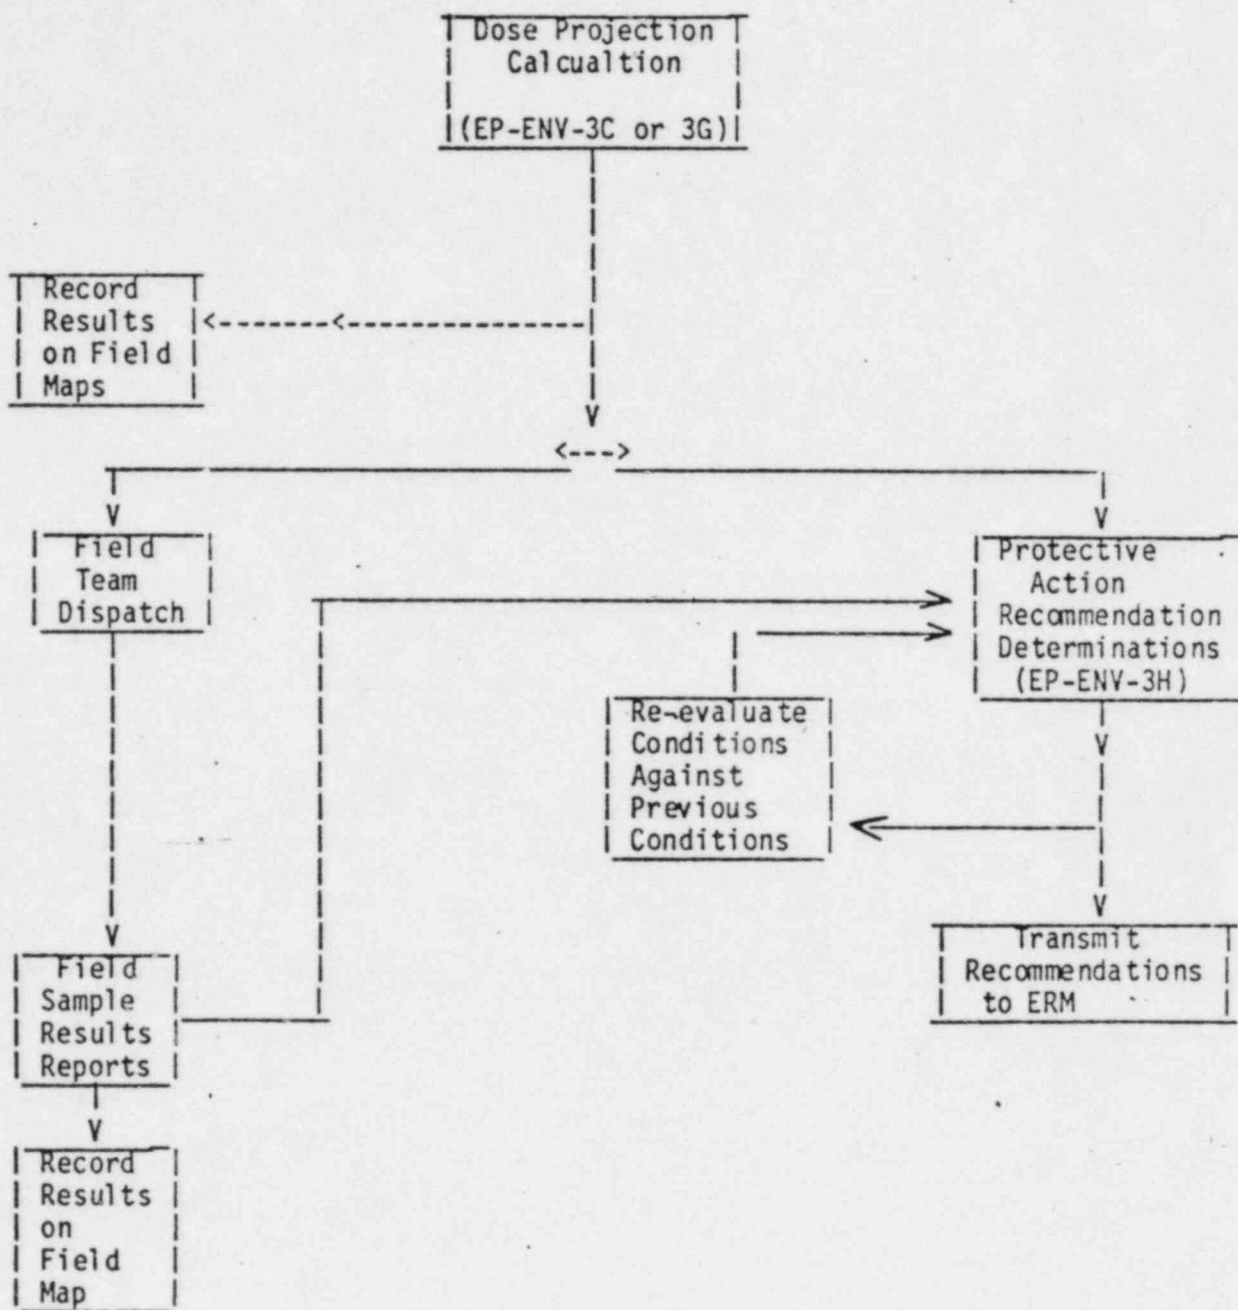 Dose Projection
Calcualtion
(EP-ENV-3C or 3G)
Record
Results
on Field
Maps
Field
Team
Dispatch
Protective
Action
Recommendation
Determinations
(EP-ENV-3H)
Re-evaluate
Conditions
Against
Previous
Conditions
Transmit
Recommendations
to ERM
Field
Sample
Results
Reports
Record
Results
on
Field
Map